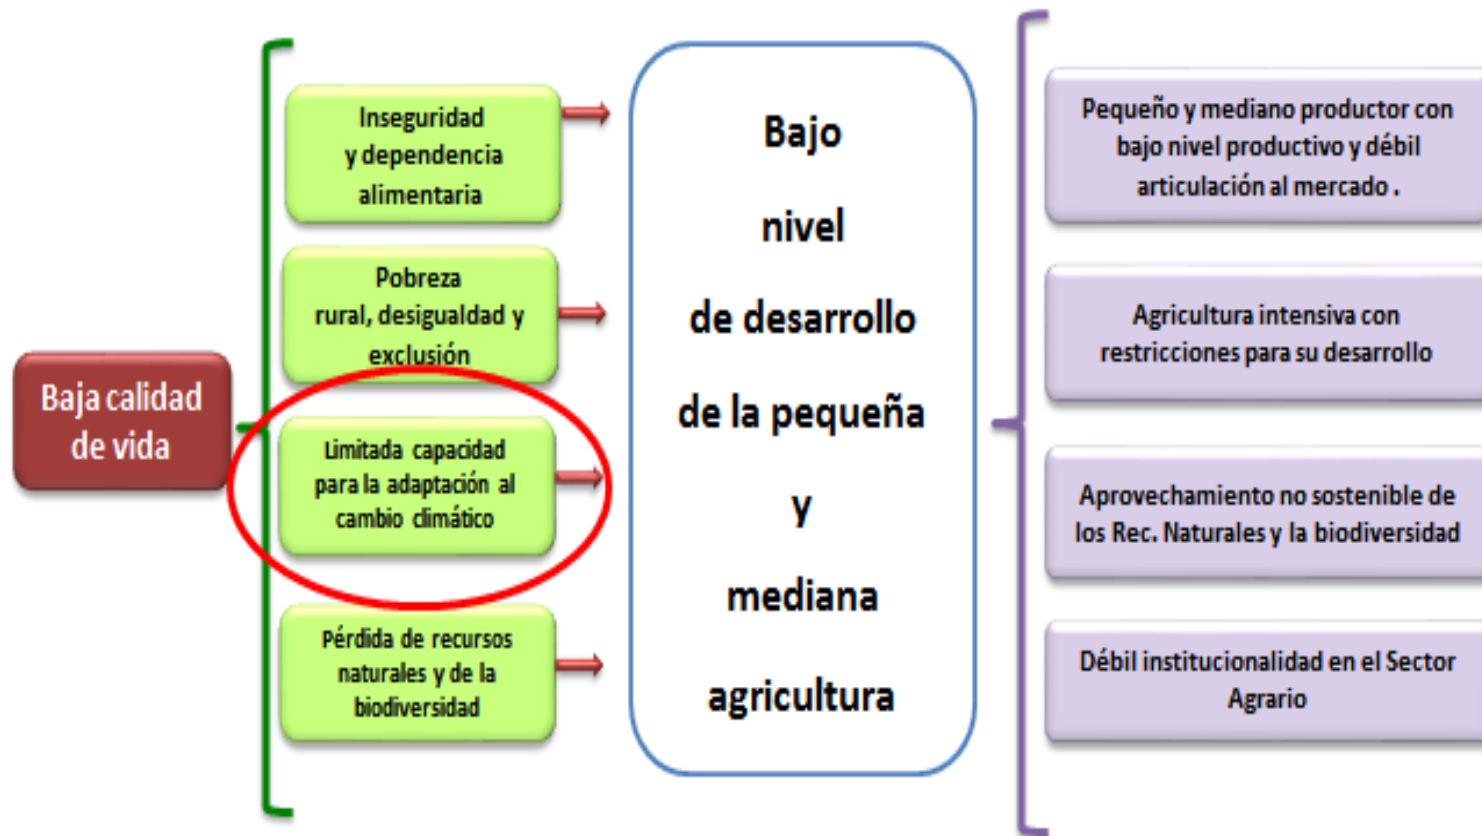 Baja calidad
de vida
Inseguridad
y dependencia
alimentaria
Pobreza
rural, desigualdad y
exclusión
Limitada capacidad
para la adaptación al
cambio climático
Pérdida de recursos
naturales y de la
biodiversidad
Bajo
nivel
de desarrollo
de la pequeña
y
mediana
agricultura
Pequeño y mediano productor con
bajo nivel productivo y débil
articulación al mercado .
Agricultura intensiva con
restricciones para su desarrollo
Aprovechamiento no sostenible de
los Rec. Naturales y la biodiversidad
Débil institucionalidad en el Sector
Agrario